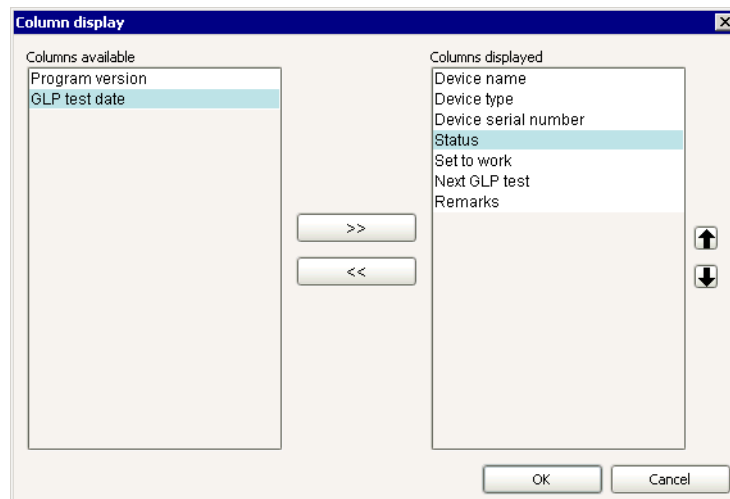 Column display
Columns available
Program version
GLP test date
>>
<<
Columns displayed
Device name
Device type
Device serial number
Status
Set to work
Next GLP test
Remarks
OK
Cancel